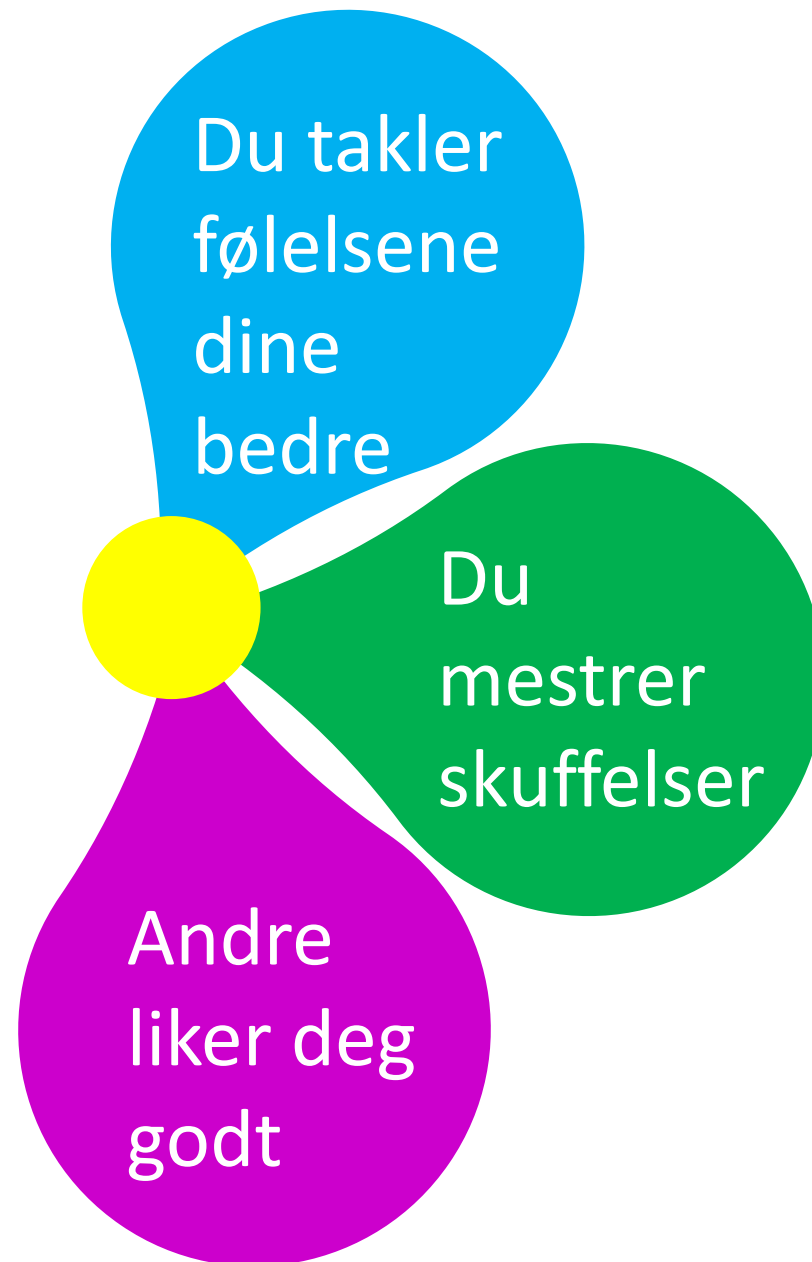 Du takler
følelsene
dine
bedre
Du
mestrer
skuffelser
Andre
liker deg
godt